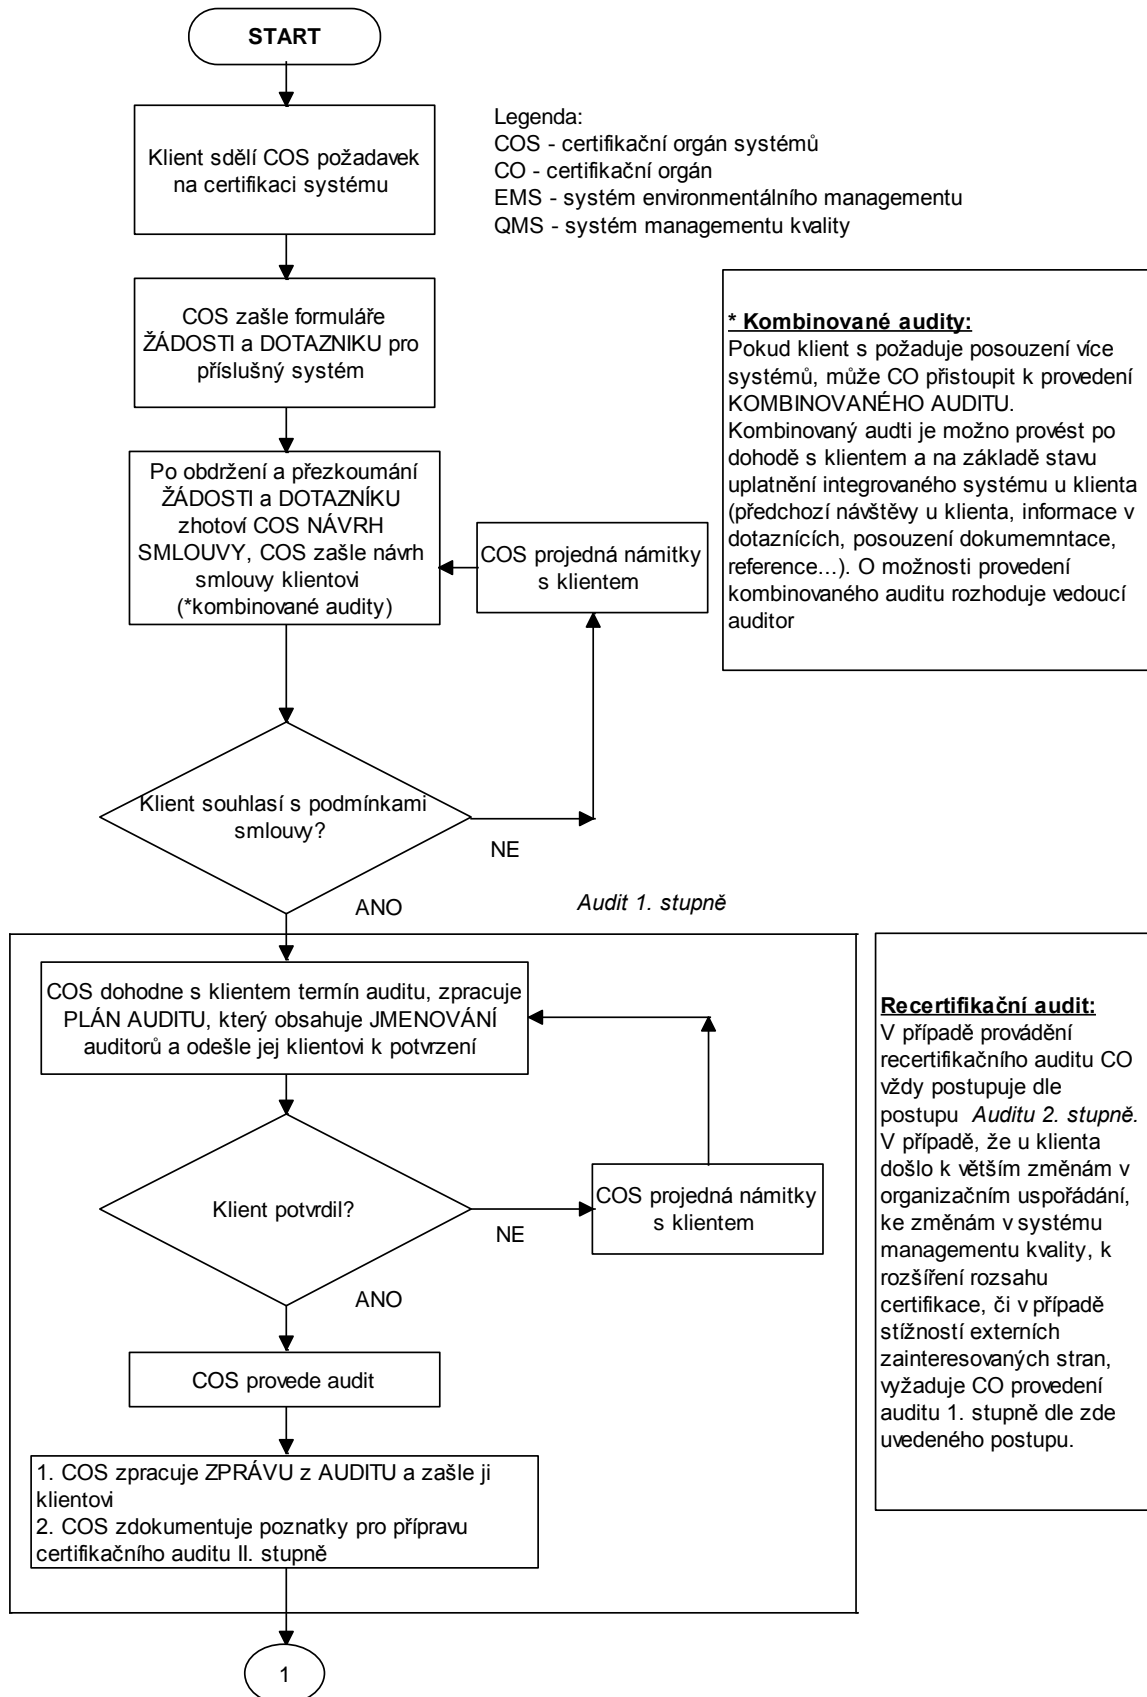 START
Klient sdělí COS požadavek
na certifikaci systému
Legenda:
COS - certifikační orgán systémů
CO - certifikační orgán
EMS - systém environmentálního managementu
QMS - systém managementu kvality
COS zašle formuláře
ŽÁDOSTI a DOTAZNIKU pro
příslušný systém
* Kombinované audity:
Pokud klient s požaduje posouzení více
systémů, může CO přistoupit k provedení
KOMBINOVANÉHO AUDITU.
Kombinovaný audti je možno provést po
dohodě s klientem a na základě stavu
uplatnění integrovaného systému u klienta
(předchozí návštěvy u klienta, informace v
dotaznících, posouzení dokumemntace,
reference...). O možnosti provedení
kombinovaného auditu rozhoduje vedoucí
auditor
Po obdržení a přezkoumání
ŽÁDOSTI a DOTAZNÍKU
zhotoví COS NÁVRH
SMLOUVY, COS zašle návrh
smlouvy klientovi
(*kombinované audity)
COS projedná námitky
s klientem
Klient souhlasí s podmínkami
smlouvy?
NE
ANO
Audit 1. stupně
COS dohodne s klientem termín auditu, zpracuje
PLÁN AUDITU, který obsahuje JMENOVÁNÍ
auditorů a odešle jej klientovi k potvrzení
Recertifikační audit:
V případě provádění
recertifikačního auditu CO
vždy postupuje dle
postupu Auditu 2. stupně.
V případě, že u klienta
došlo k větším změnám v
organizačním uspořádání,
ke změnám v systému
managementu kvality, k
rozšíření rozsahu
certifikace, či v případě
stížností externích
zainteresovaných stran,
vyžaduje CO provedení
auditu 1. stupně dle zde
uvedeného postupu.
Klient potvrdil?
NE
COS projedná námitky
s klientem
ANO
COS provede audit
1. COS zpracuje ZPRÁVU z AUDITU a zašle ji
klientovi
2. COS zdokumentuje poznatky pro přípravu
certifikačního auditu II. stupně
1